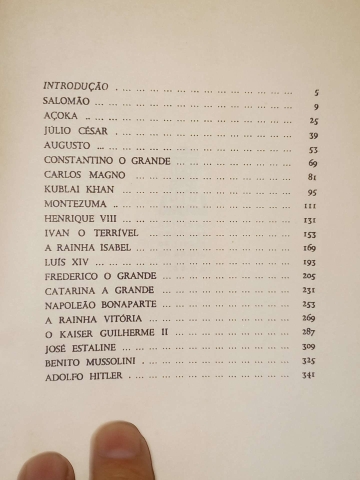 INTRODUÇÃO . ... ... ... ... ... ... ... ... ... ... ... ... ... 5
SALOMÃO ... ... ... ... ... ... ... ... ... ... ... ... ... ... ... 9
AÇOKA .. ... ... ... ... ... ... ... ... ... ... ... ... ... ... ... 25
JÚLIO CÉSAR . ... ... ... ... ... ... ... ... ... ... ... ... ... 39
AUGUSTO ... ... ... ... ... ... ... ... ... ... ... ... ... ... ... 53
CONSTANTINO O GRANDE ... ... ... ... ... ... ... ... ... 69
CARLOS MAGNO ... ... ... ... ... ... ... ... ... ... ... ... 81
KUBLAI KHAN ... ... ... ... ... ... ... ... ... ... ... ... ... 95
MONTEZUMA .. ... ... ... ... ... ... ... ... ... ... ... ... ... 111
HENRIQUE VIII ... ... ... ... ... ... ... ... ... ... ... ... ... 131
IVAN O TERRÍVEL ... ... ... ... ... ... ... ... ... ... ... 153
A RAINHA ISABEL ... ... ... ... ... ... ... ... ... ... ... 169
LUÍS XIV ... ... ... ... ... ... ... ... ... ... ... ... ... ... ... 193
FREDERICO O GRANDE ... ... ... ... ... ... ... ... ... ... 205
CATARINA A GRANDE ... ... ... ... ... ... ... ... ... ... 231
NAPOLEÃO BONAPARTE ... ... ... ... ... ... ... ... ... ... 253
A RAINHA VITÓRIA ... ... ... ... ... ... ... ... ... ... ... 269
O KAISER GUILHERME II ... ... ... ... ... ... ... ... ... 287
JOSÉ ESTALINE ... ... ... ... ... ... ... ... ... ... ... ... 309
BENITO MUSSOLINI . ... ... ... ... ... ... ... ... ... ... ... 325
ADOLFO HITLER . ... ... ... ... ... ... ... ... ... ... ... ... 341